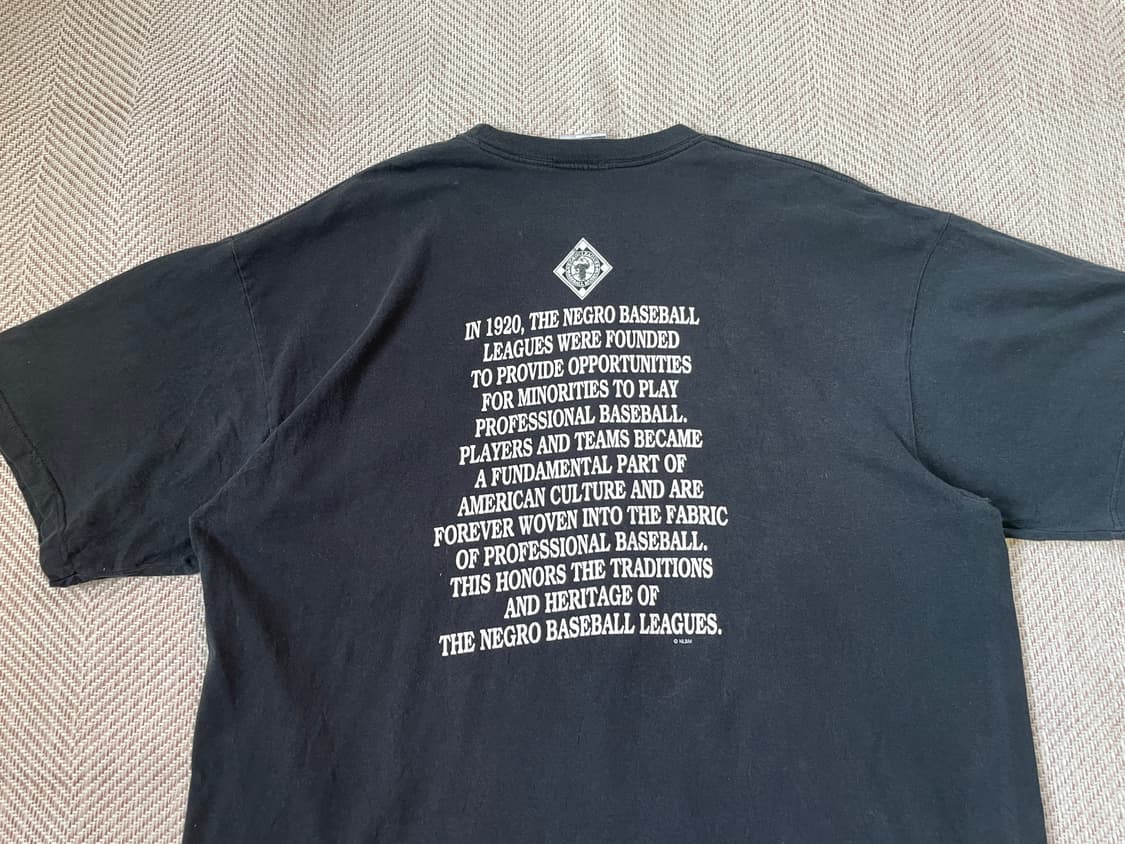 IN 1920, THE NEGRO BASEBALL
LEAGUES WERE FOUNDED
TO PROVIDE OPPORTUNITIES
FOR MINORITIES TO PLAY
PROFESSIONAL BASEBALL.
PLAYERS AND TEAMS BECAME
A FUNDAMENTAL PART OF
AMERICAN CULTURE AND ARE
FOREVER WOVEN INTO THE FABRIC
OF PROFESSIONAL BASEBALL.
THIS HONORS THE TRADITIONS
AND HERITAGE OF
THE NEGRO BASEBALL LEAGUES.
© NLBM